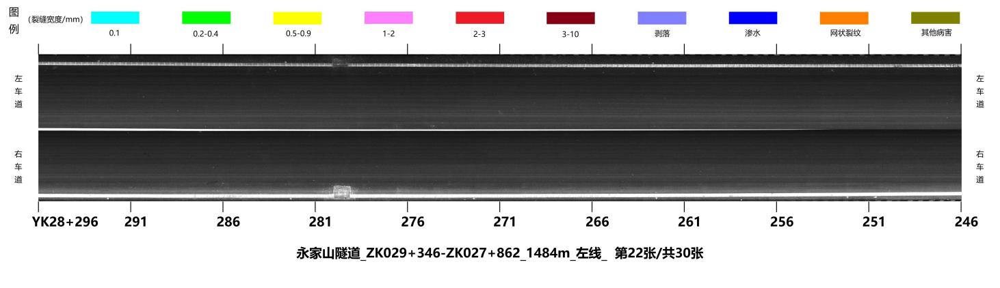 图例
(裂缝宽度/mm)
0.1 0.2-0.4 0.5-0.9 1-2 2-3 3-10 剥落 渗水 网状裂纹 其他病害
左车道
左车道
右车道
右车道
YK28+296 291 286 281 276 271 266 261 256 251 246
永家山隧道_ZK029+346-ZK027+862_1484m_左线_ 第22张/共30张